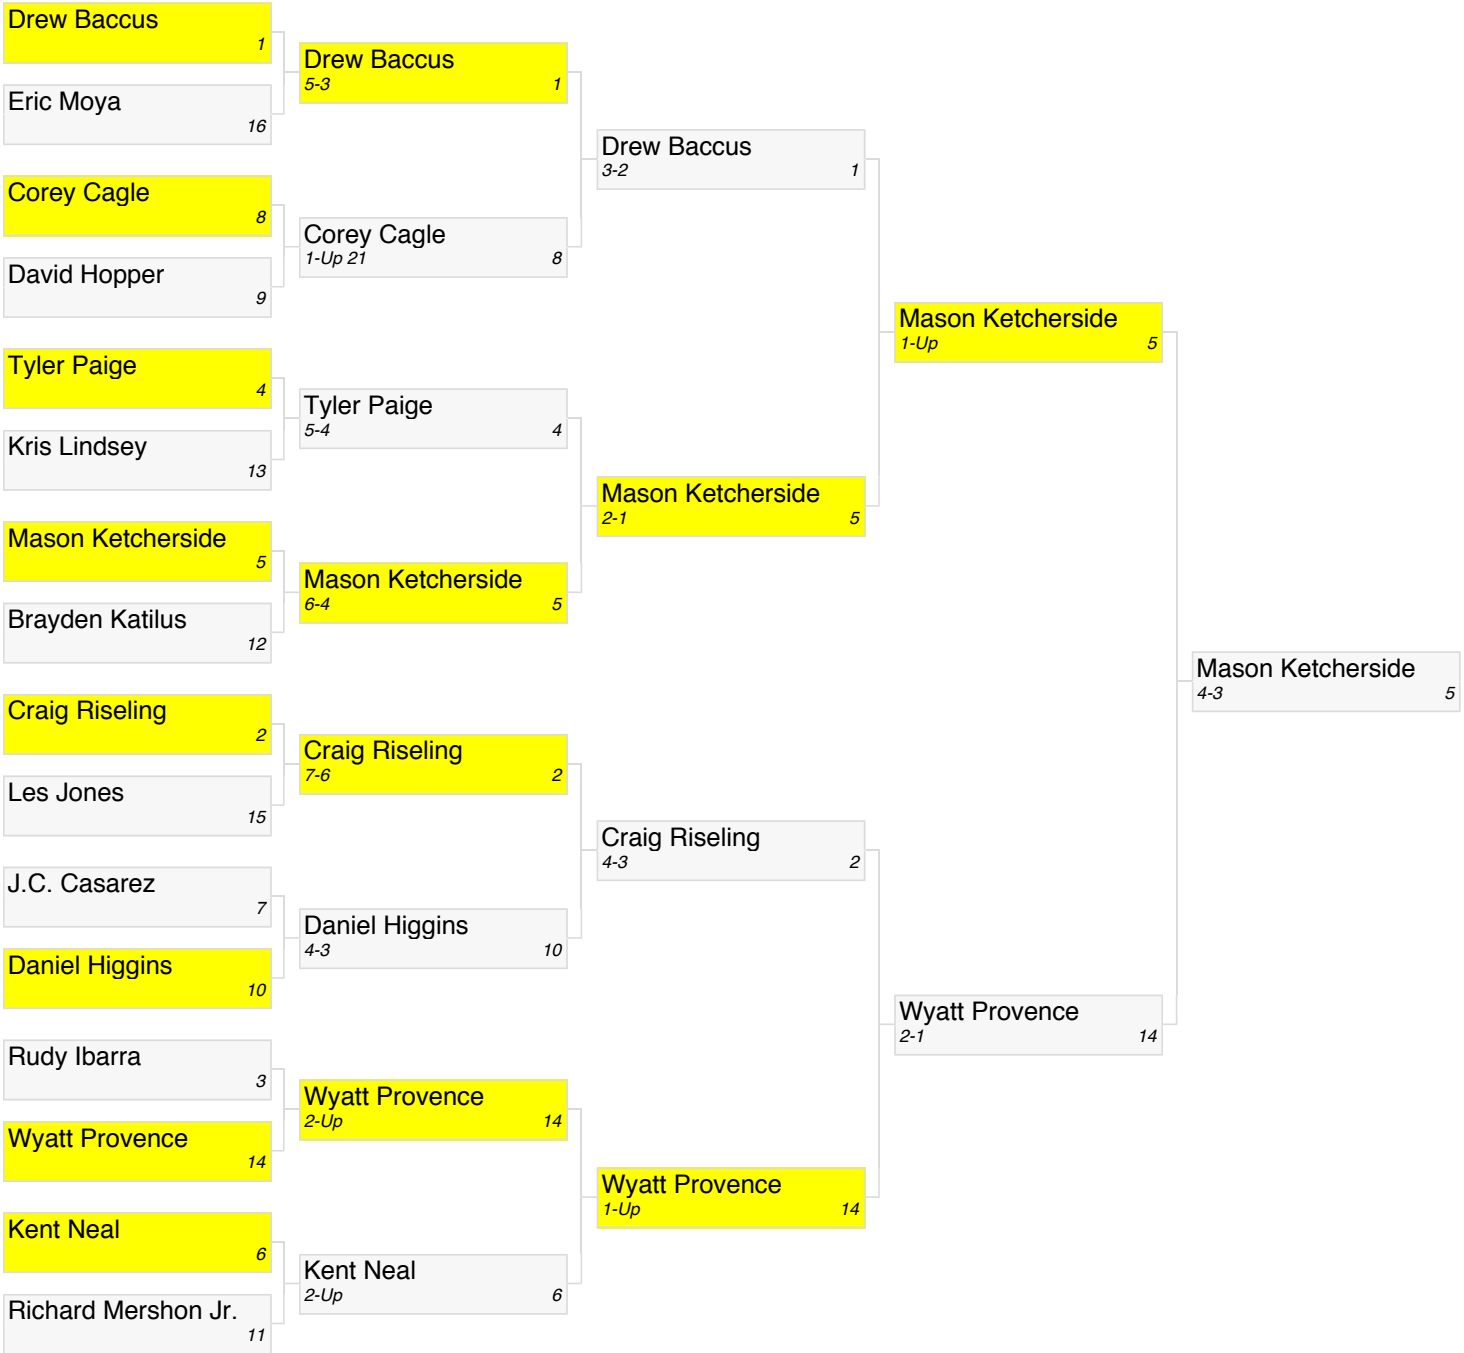 Drew Baccus
1
Eric Moya
16
Corey Cagle
8
David Hopper
9
Tyler Paige
4
Kris Lindsey
13
Mason Ketcherside
5
Brayden Katilus
12
Craig Riseling
2
Les Jones
15
J.C. Casarez
7
Daniel Higgins
10
Rudy Ibarra
3
Wyatt Provence
14
Kent Neal
6
Richard Mershon Jr.
11
Drew Baccus
5-3 1
Corey Cagle
1-Up 21 8
Tyler Paige
5-4 4
Mason Ketcherside
6-4 5
Craig Riseling
7-6 2
Daniel Higgins
4-3 10
Wyatt Provence
2-Up 14
Kent Neal
2-Up 6
Drew Baccus
3-2 1
Mason Ketcherside
2-1 5
Craig Riseling
4-3 2
Wyatt Provence
1-Up 14
Mason Ketcherside
1-Up 5
Wyatt Provence
2-1 14
Mason Ketcherside
4-3 5